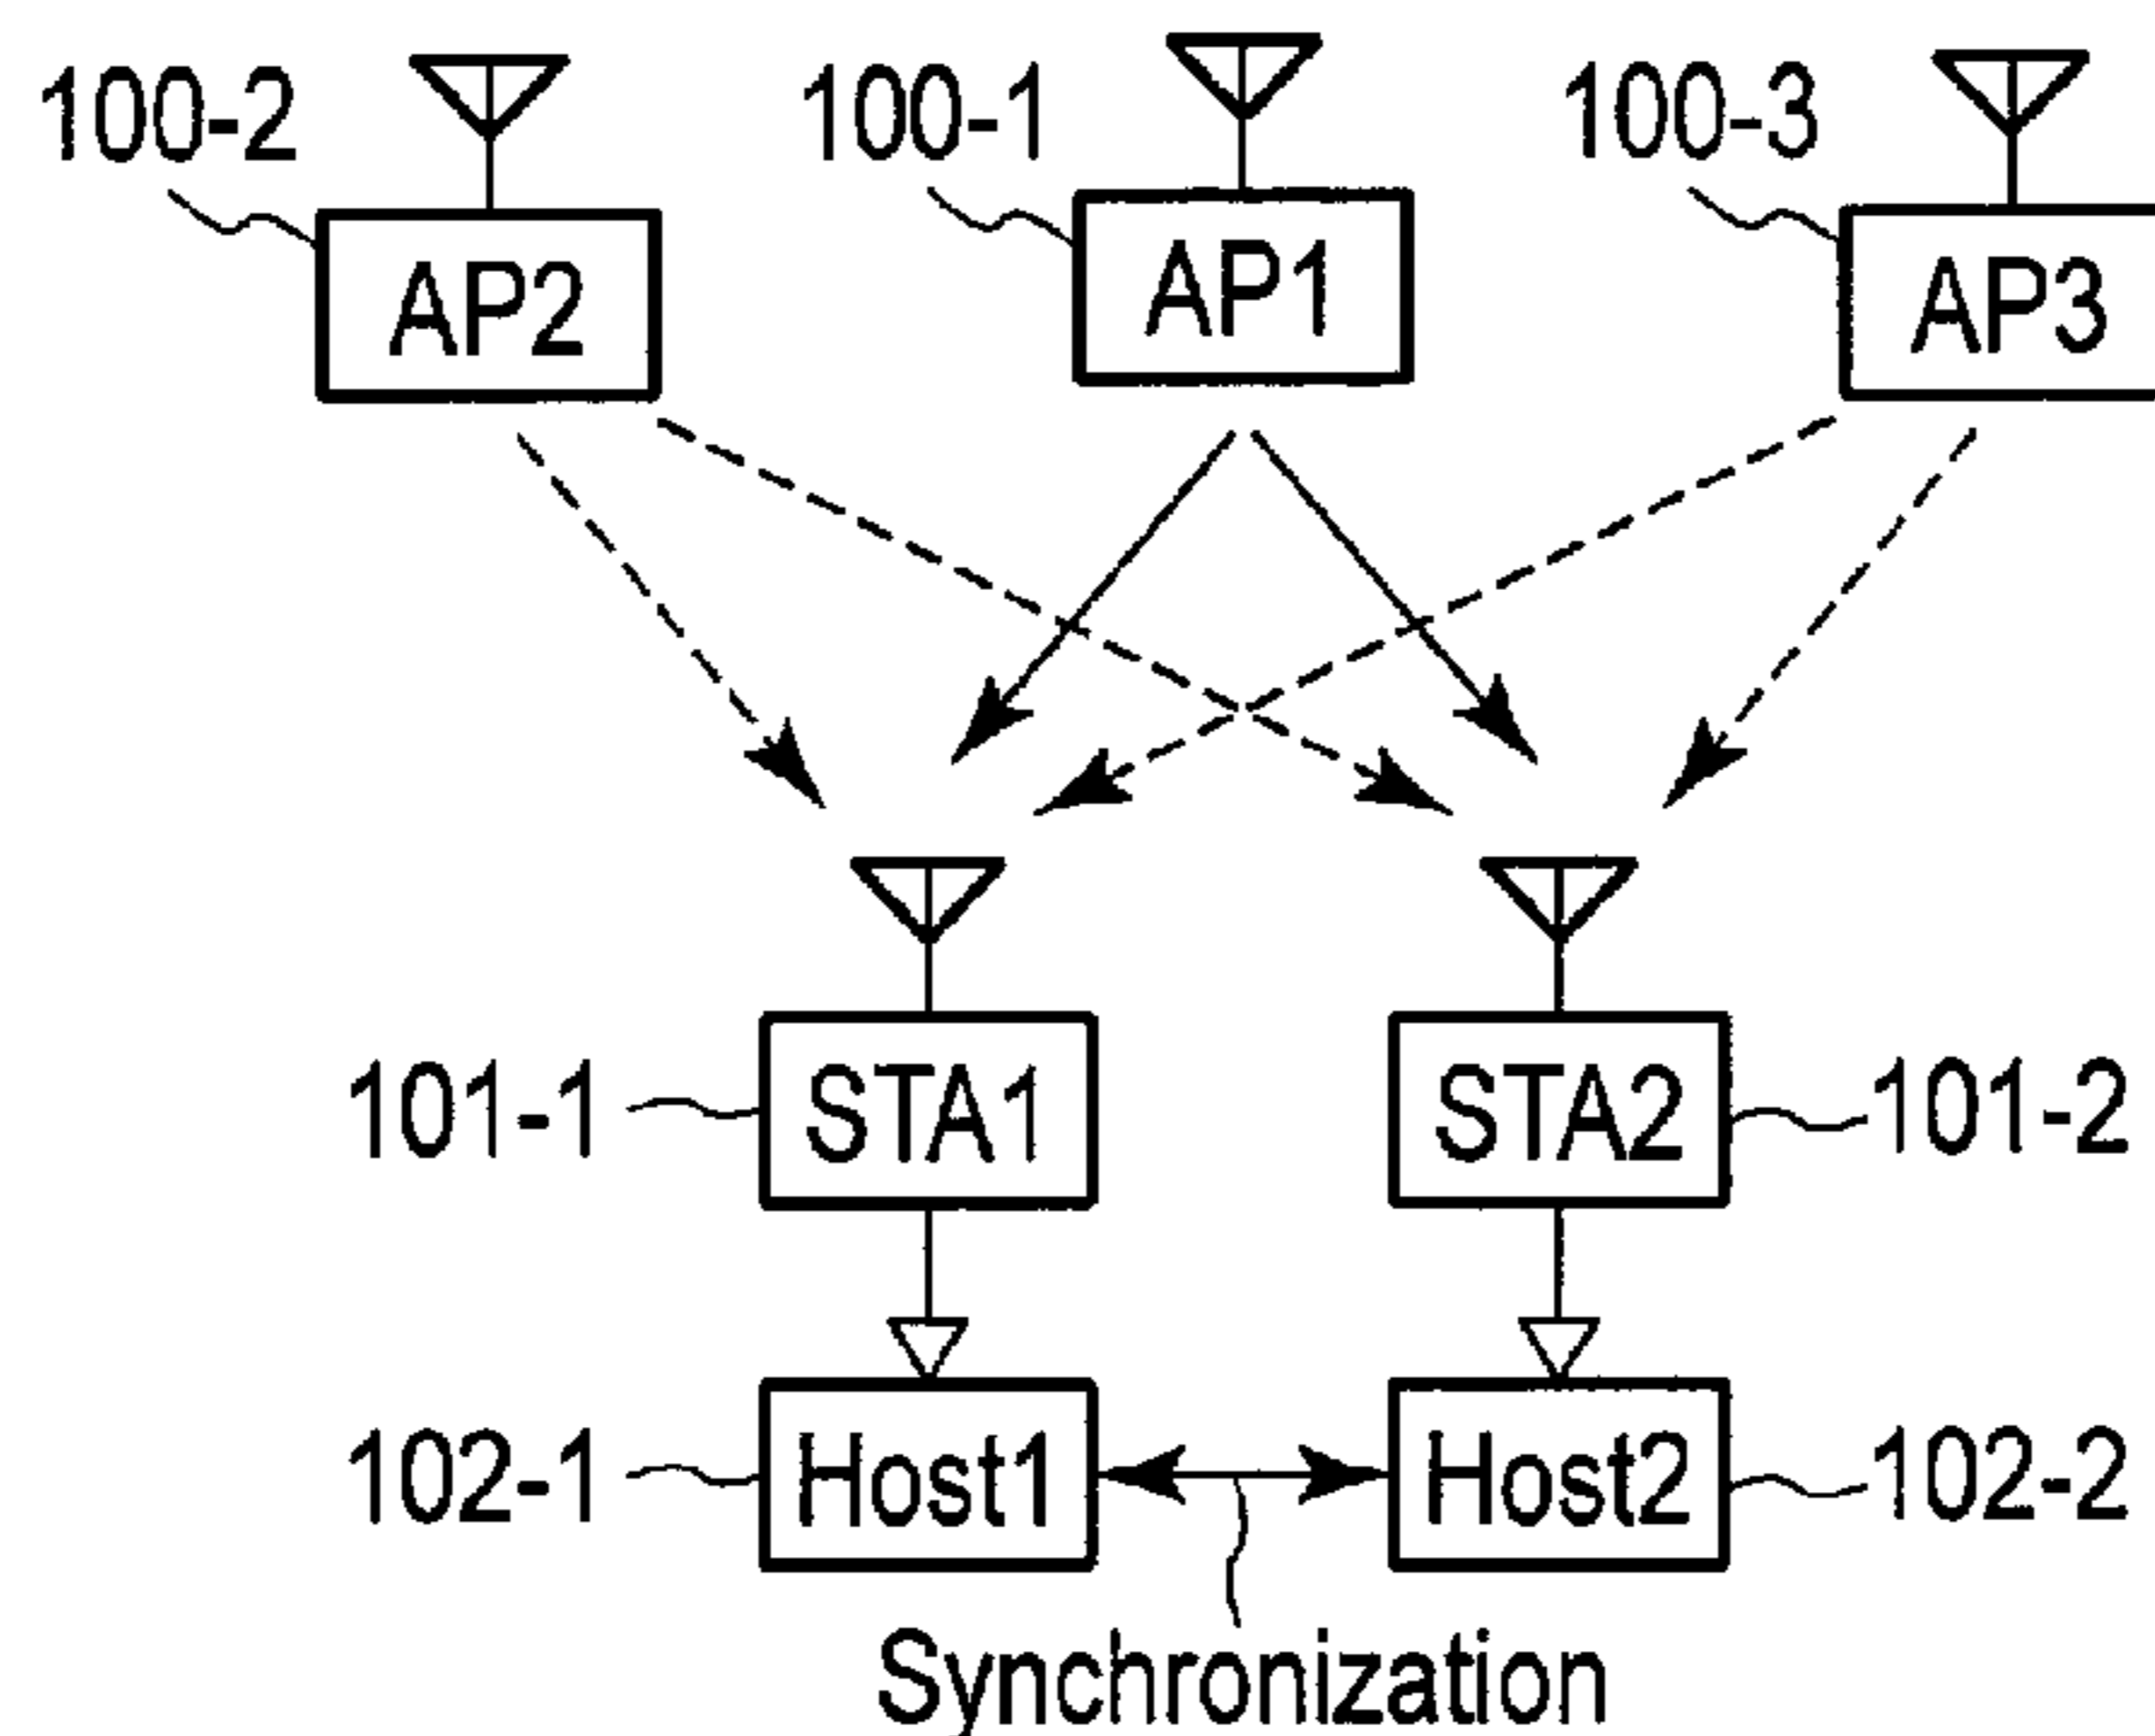 100-2
100-1
100-3
AP2
AP1
AP3
101-1
STA1
STA2
101-2
102-1
Host1
Host2
102-2
Synchronization